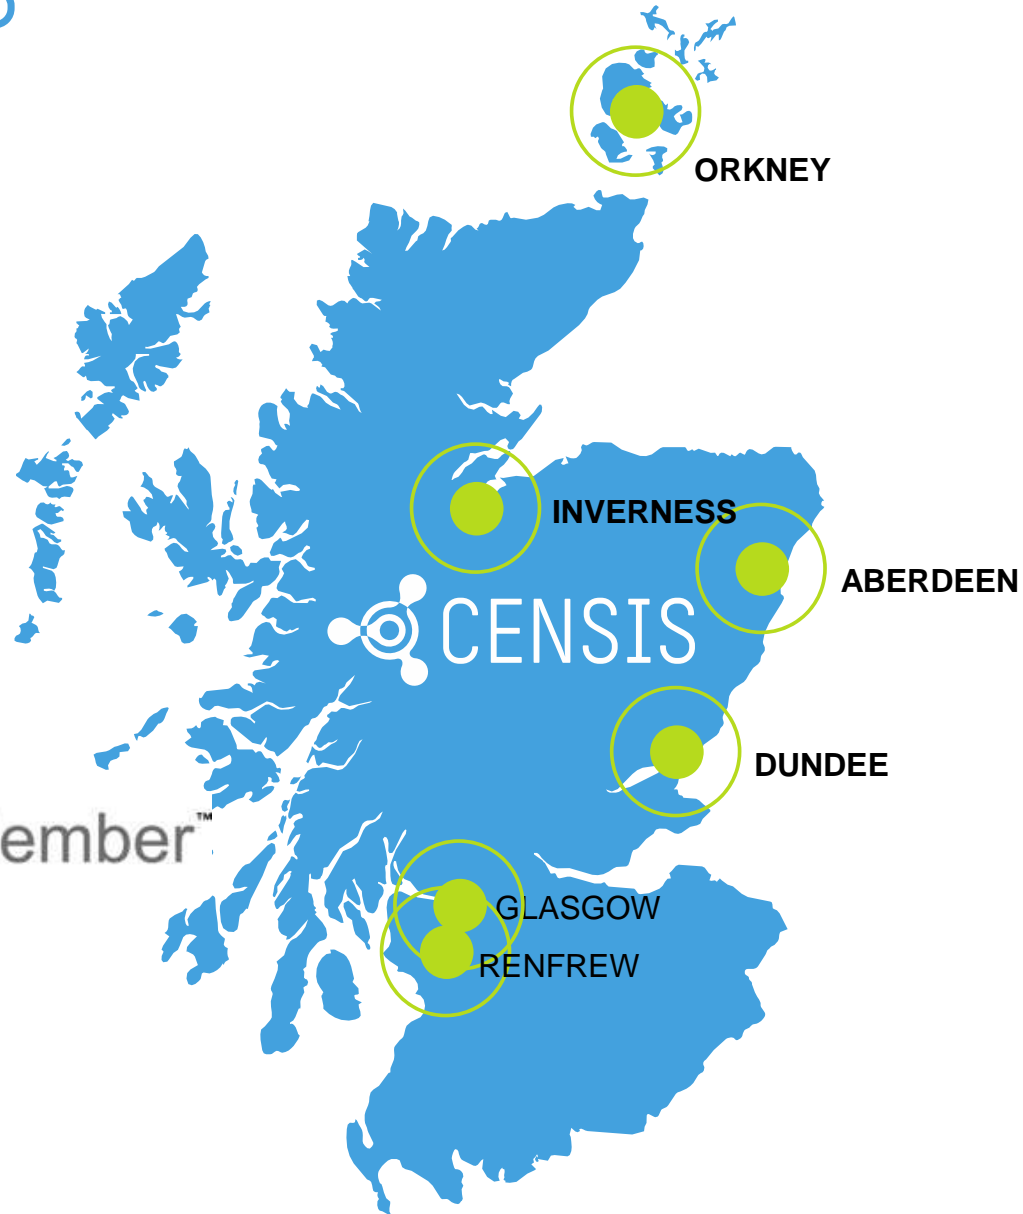 ORKNEY
INVERNESS
ABERDEEN
CENSIS
DUNDEE
ember™
GLASGOW
RENFREW